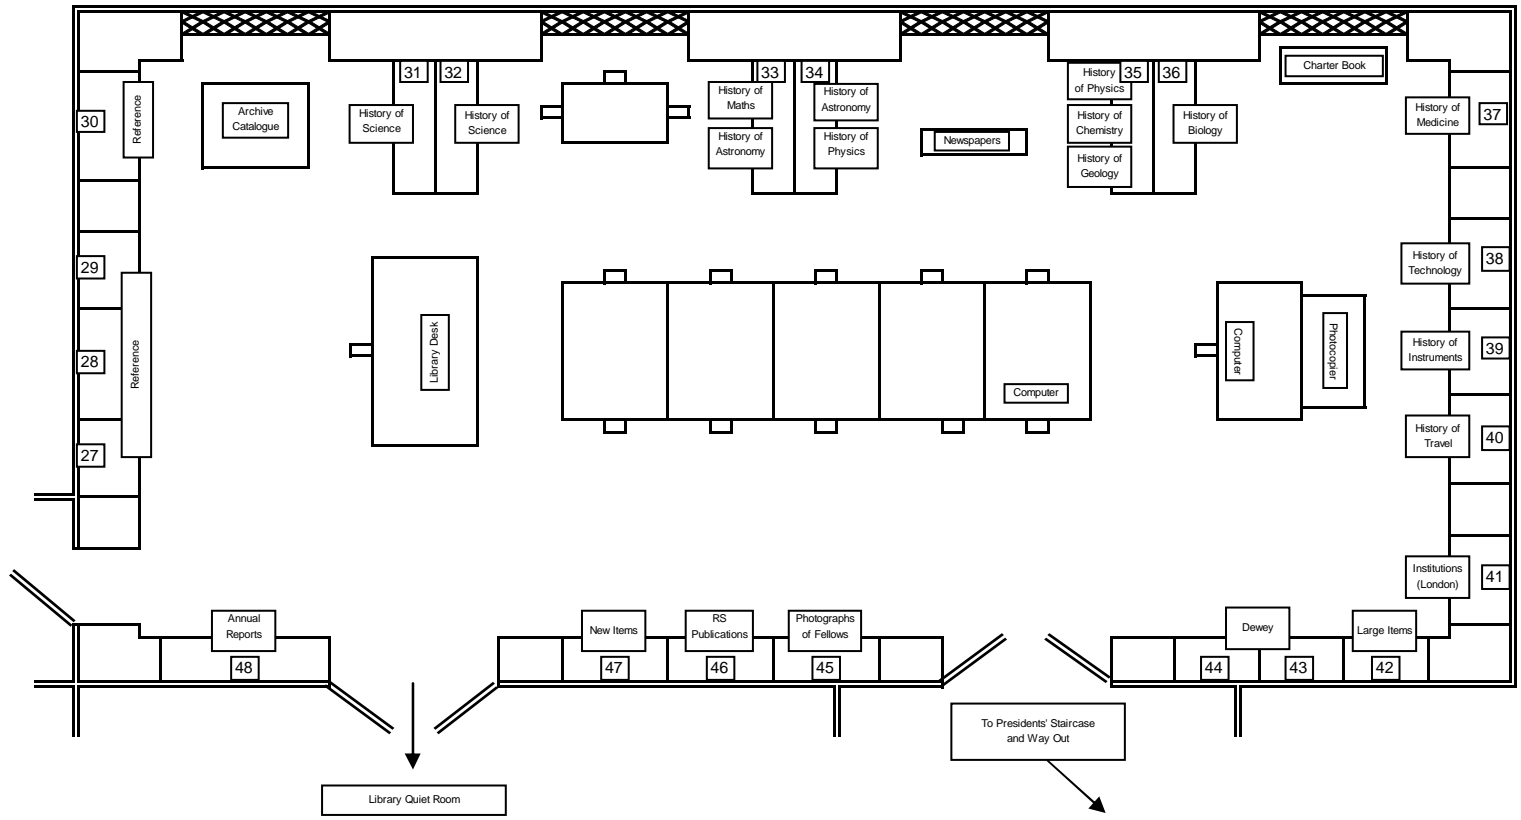 31
32
33
34
History
of Physics
35
36
Charter Book
30
Reference
Archive
Catalogue
History of
Science
History of
Science
History of
Maths
History of
Astronomy
History of
Astronomy
History of
Physics
Newspapers
History of
Chemistry
History of
Geology
History of
Biology
History of
Medicine
37
29
28
27
Reference
Library Desk
Computer
Computer
Photocopier
History of
Technology
38
History of
Instruments
39
History of
Travel
40
Institutions
(London)
41
Annual
Reports
48
New Items
47
RS
Publications
46
Photographs
of Fellows
45
Dewey
44
43
Large Items
42
To Presidents' Staircase
and Way Out
Library Quiet Room